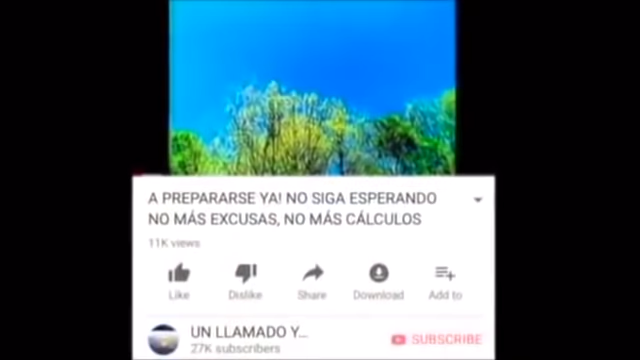 A PREPARARSE YA! NO SIGA ESPERANDO
NO MÁS EXCUSAS, NO MÁS CÁLCULOS
11K views
Like Dislike Share Download Add to
UN LLAMADO Y...
27K subscribers
SUBSCRIBE